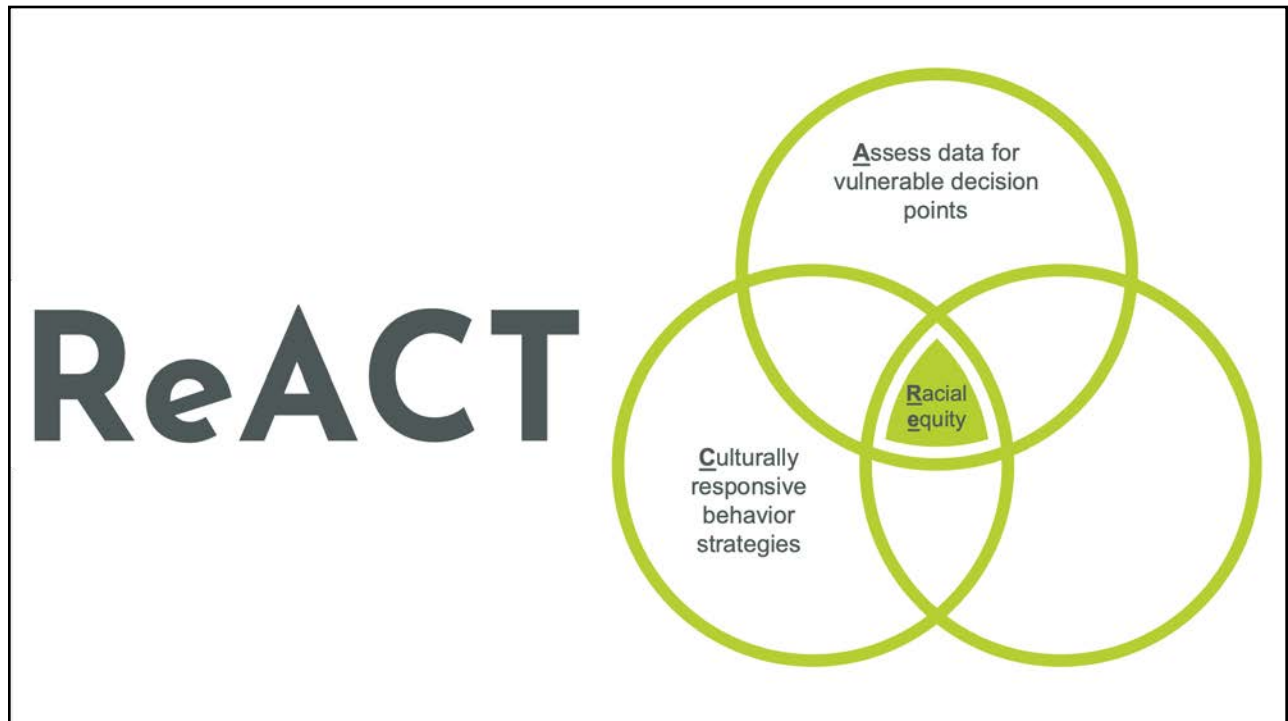 ReACT
Assess data for
vulnerable decision
points
Racial
equity
Culturally
responsive
behavior
strategies